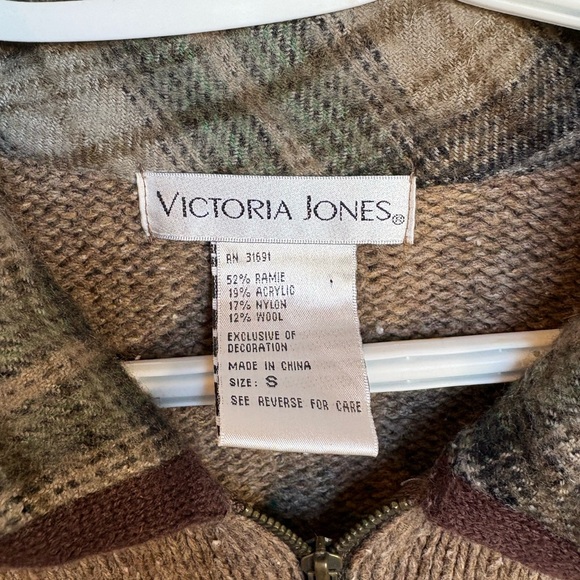 VICTORIA JONES®
RN 31691
52% RAMIE
19% ACRYLIC
17% NYLON
12% WOOL
EXCLUSIVE OF
DECORATION
MADE IN CHINA
SIZE: S
SEE REVERSE FOR CARE